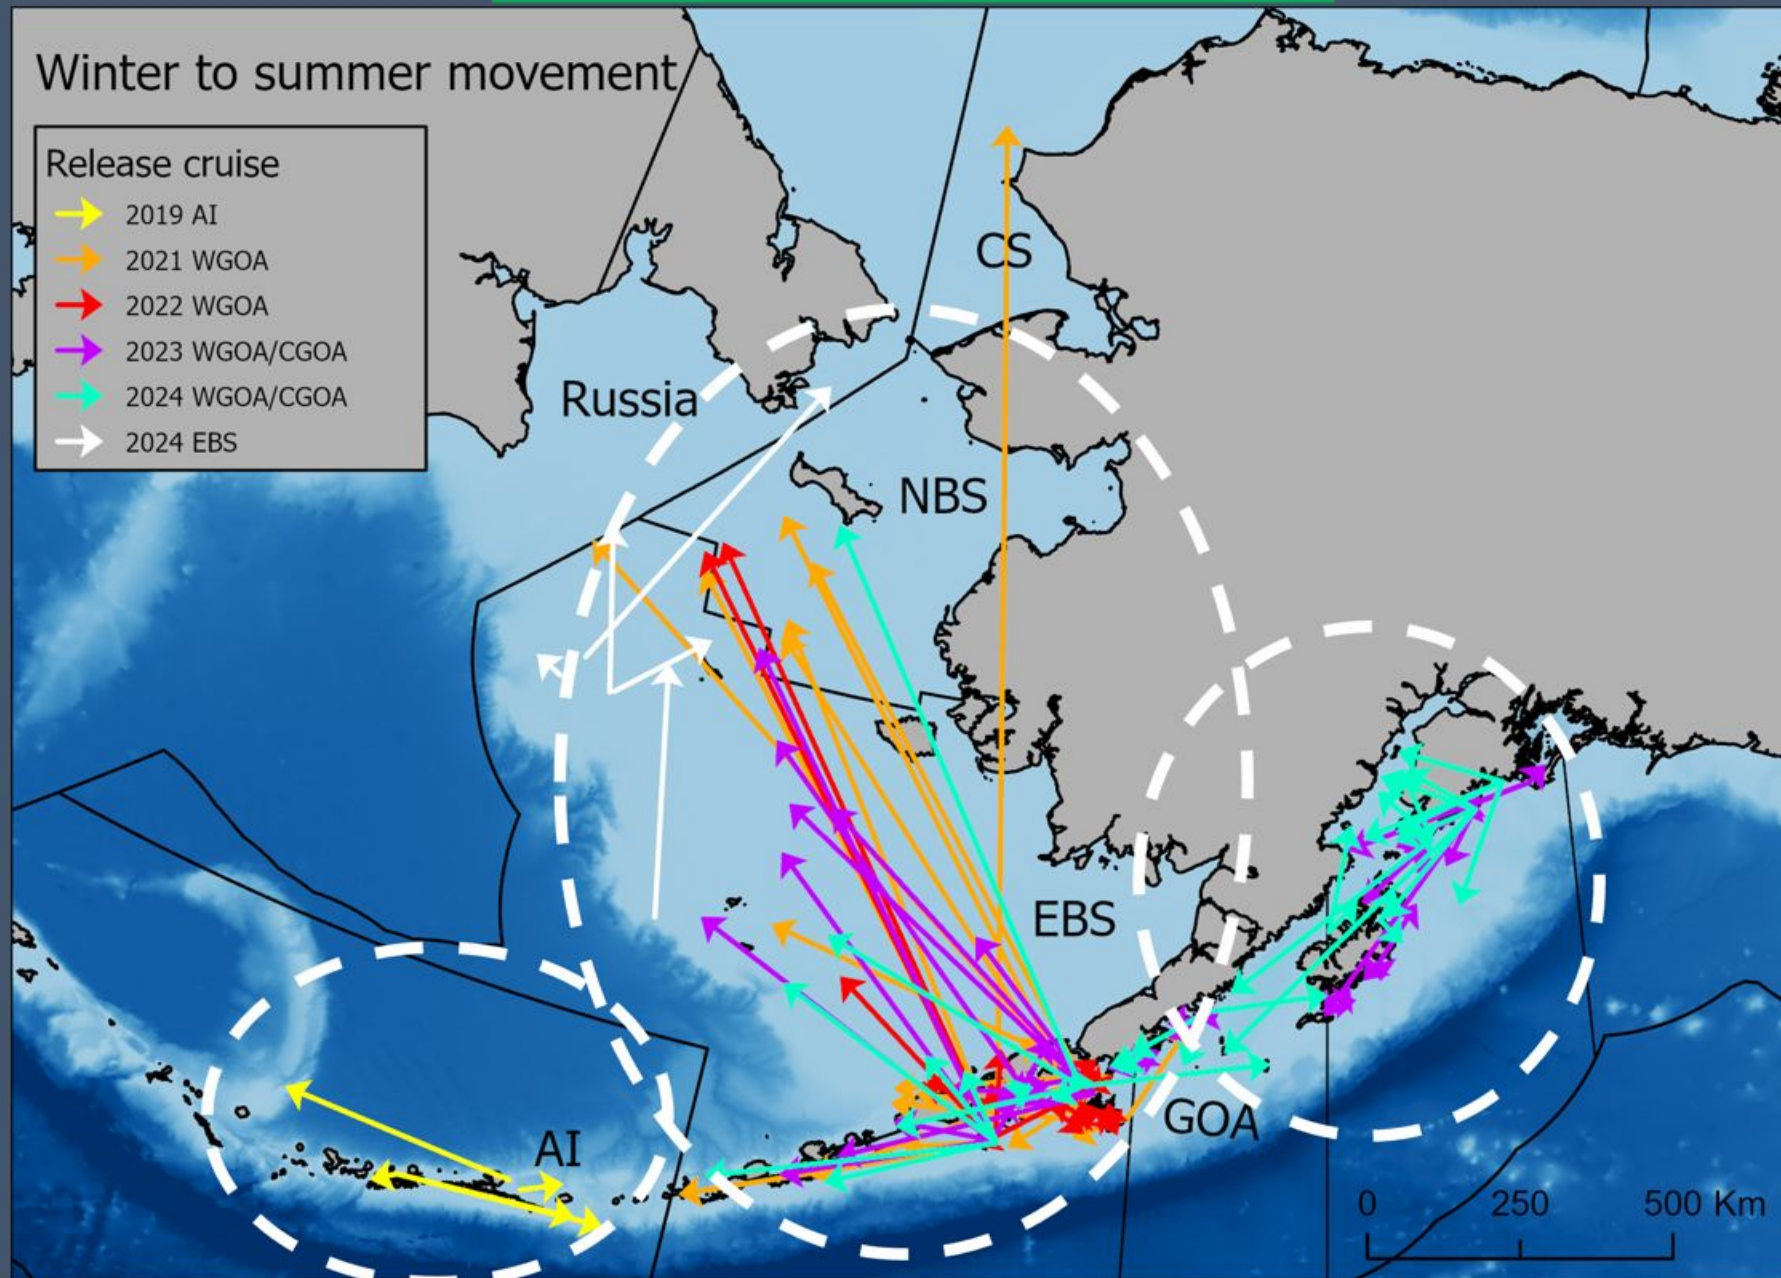 Winter to summer movement
Release cruise
2019 AI
2021 WGOA
2022 WGOA
2023 WGOA/CGOA
2024 WGOA/CGOA
2024 EBS
CS
Russia
NBS
EBS
GOA
AI
0 250 500 Km